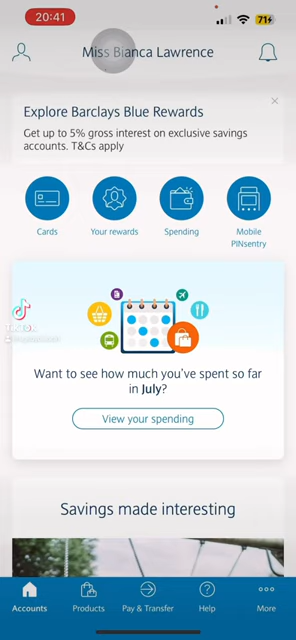 20:41
71
Miss Bianca Lawrence
Explore Barclays Blue Rewards
Get up to 5% gross interest on exclusive savings
accounts. T&Cs apply
Cards
Your rewards
Spending
Mobile
PINsentry
TikTok
Want to see how much you've spent so far
in July?
View your spending
Savings made interesting
Accounts
Products
Pay & Transfer
Help
More